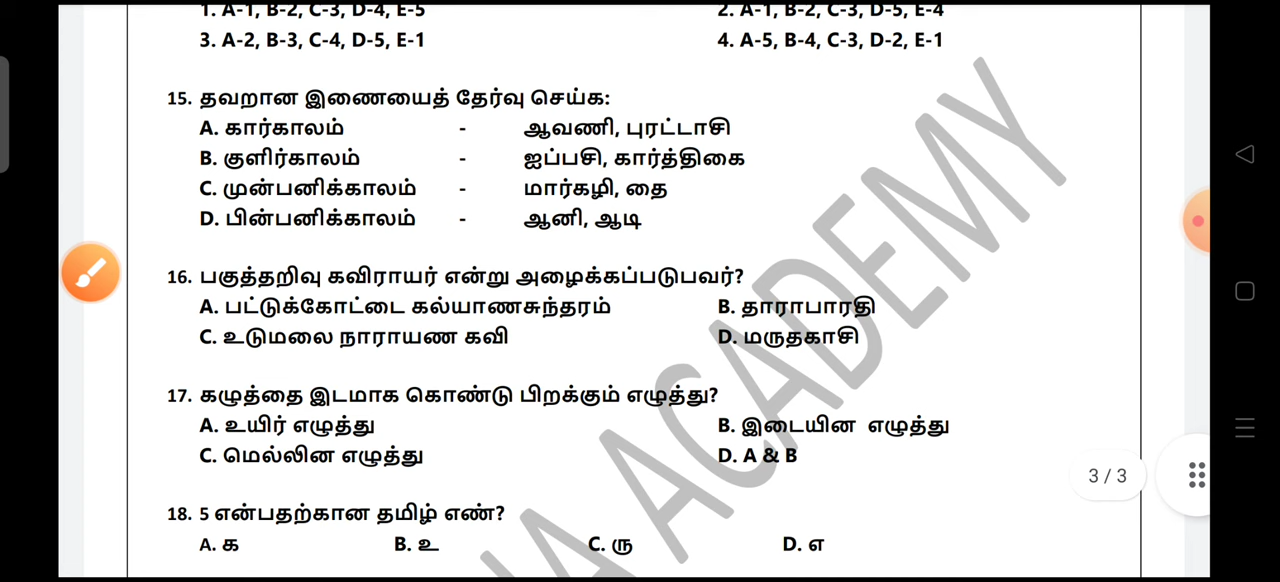 1. A-1, B-2, C-3, D-4, E-5 2. A-1, B-2, C-3, D-5, E-4
3. A-2, B-3, C-4, D-5, E-1 4. A-5, B-4, C-3, D-2, E-1
15. தவறான இணையைத் தேர்வு செய்க:
A. கார்காலம் - ஆவணி, புரட்டாசி
B. குளிர்காலம் - ஐப்பசி, கார்த்திகை
C. முன்பனிக்காலம் - மார்கழி, தை
D. பின்பனிக்காலம் - ஆனி, ஆடி
16. பகுத்தறிவு கவிராயர் என்று அழைக்கப்படுபவர்?
A. பட்டுக்கோட்டை கல்யாணசுந்தரம் B. தாராபாரதி
C. உடுமலை நாராயண கவி D. மருதகாசி
17. கழுத்தை இடமாக கொண்டு பிறக்கும் எழுத்து?
A. உயிர் எழுத்து B. இடையின எழுத்து
C. மெல்லின எழுத்து D. A & B
3 / 3
18. 5 என்பதற்கான தமிழ் எண்?
A. க B. உ C. ரு D. எ
ACADEMY